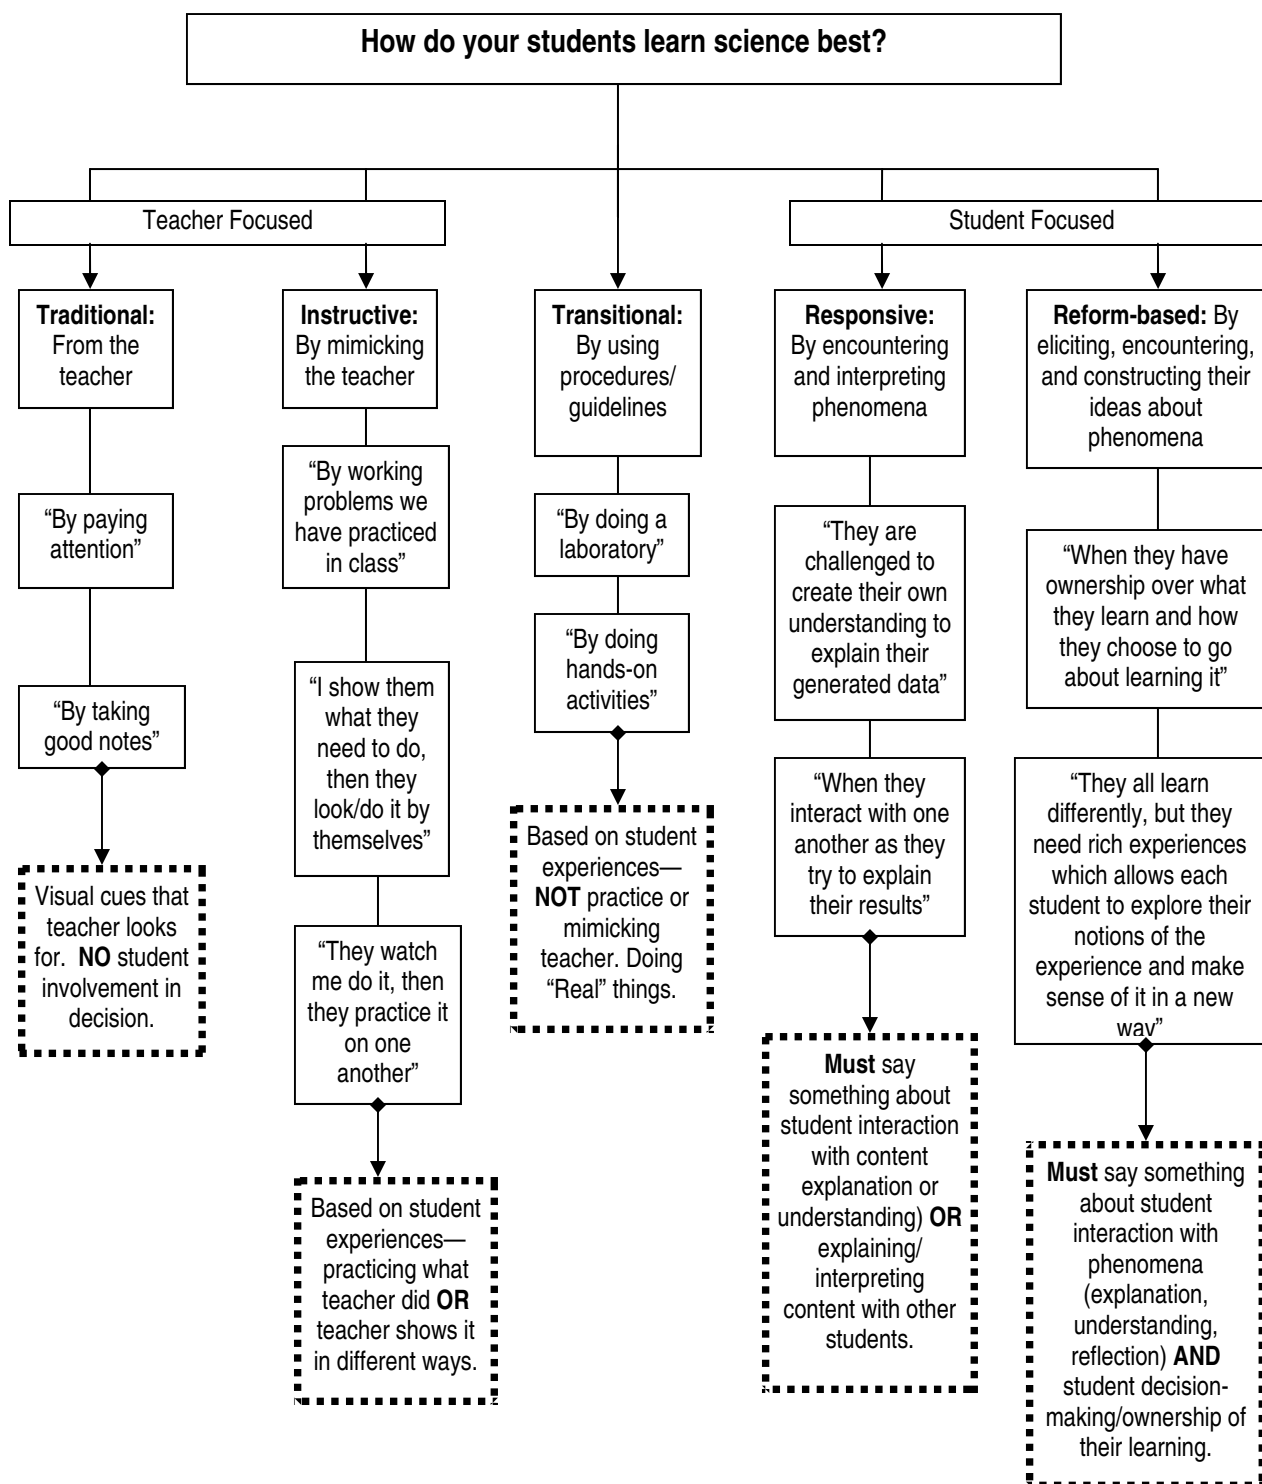 How do your students learn science best?
Teacher Focused
Student Focused
Traditional:
From the
teacher
“By paying
attention”
“By taking
good notes”
Visual cues that
teacher looks
for. NO student
involvement in
decision.
Instructive:
By mimicking
the teacher
“By working
problems we
have practiced
in class”
“I show them
what they
need to do,
then they
look/do it by
themselves”
“They watch
me do it, then
they practice it
on one
another”
Based on student
experiences—
practicing what
teacher did OR
teacher shows it
in different ways.
Transitional:
By using
procedures/
guidelines
“By doing a
laboratory”
“By doing
hands-on
activities”
Based on student
experiences—
NOT practice or
mimicking
teacher. Doing
“Real” things.
Responsive:
By encountering
and interpreting
phenomena
“They are
challenged to
create their own
understanding to
explain their
generated data”
“When they
interact with one
another as they
try to explain
their results”
Must say
something about
student interaction
with content
explanation or
understanding) OR
explaining/
interpreting
content with other
students.
Reform-based: By
eliciting, encountering,
and constructing their
ideas about
phenomena
“When they have
ownership over what
they learn and how
they choose to go
about learning it”
“They all learn
differently, but they
need rich experiences
which allows each
student to explore their
notions of the
experience and make
sense of it in a new
way”
Must say something
about student
interaction with
phenomena
(explanation,
understanding,
reflection) AND
student decision-
making/ownership of
their learning.